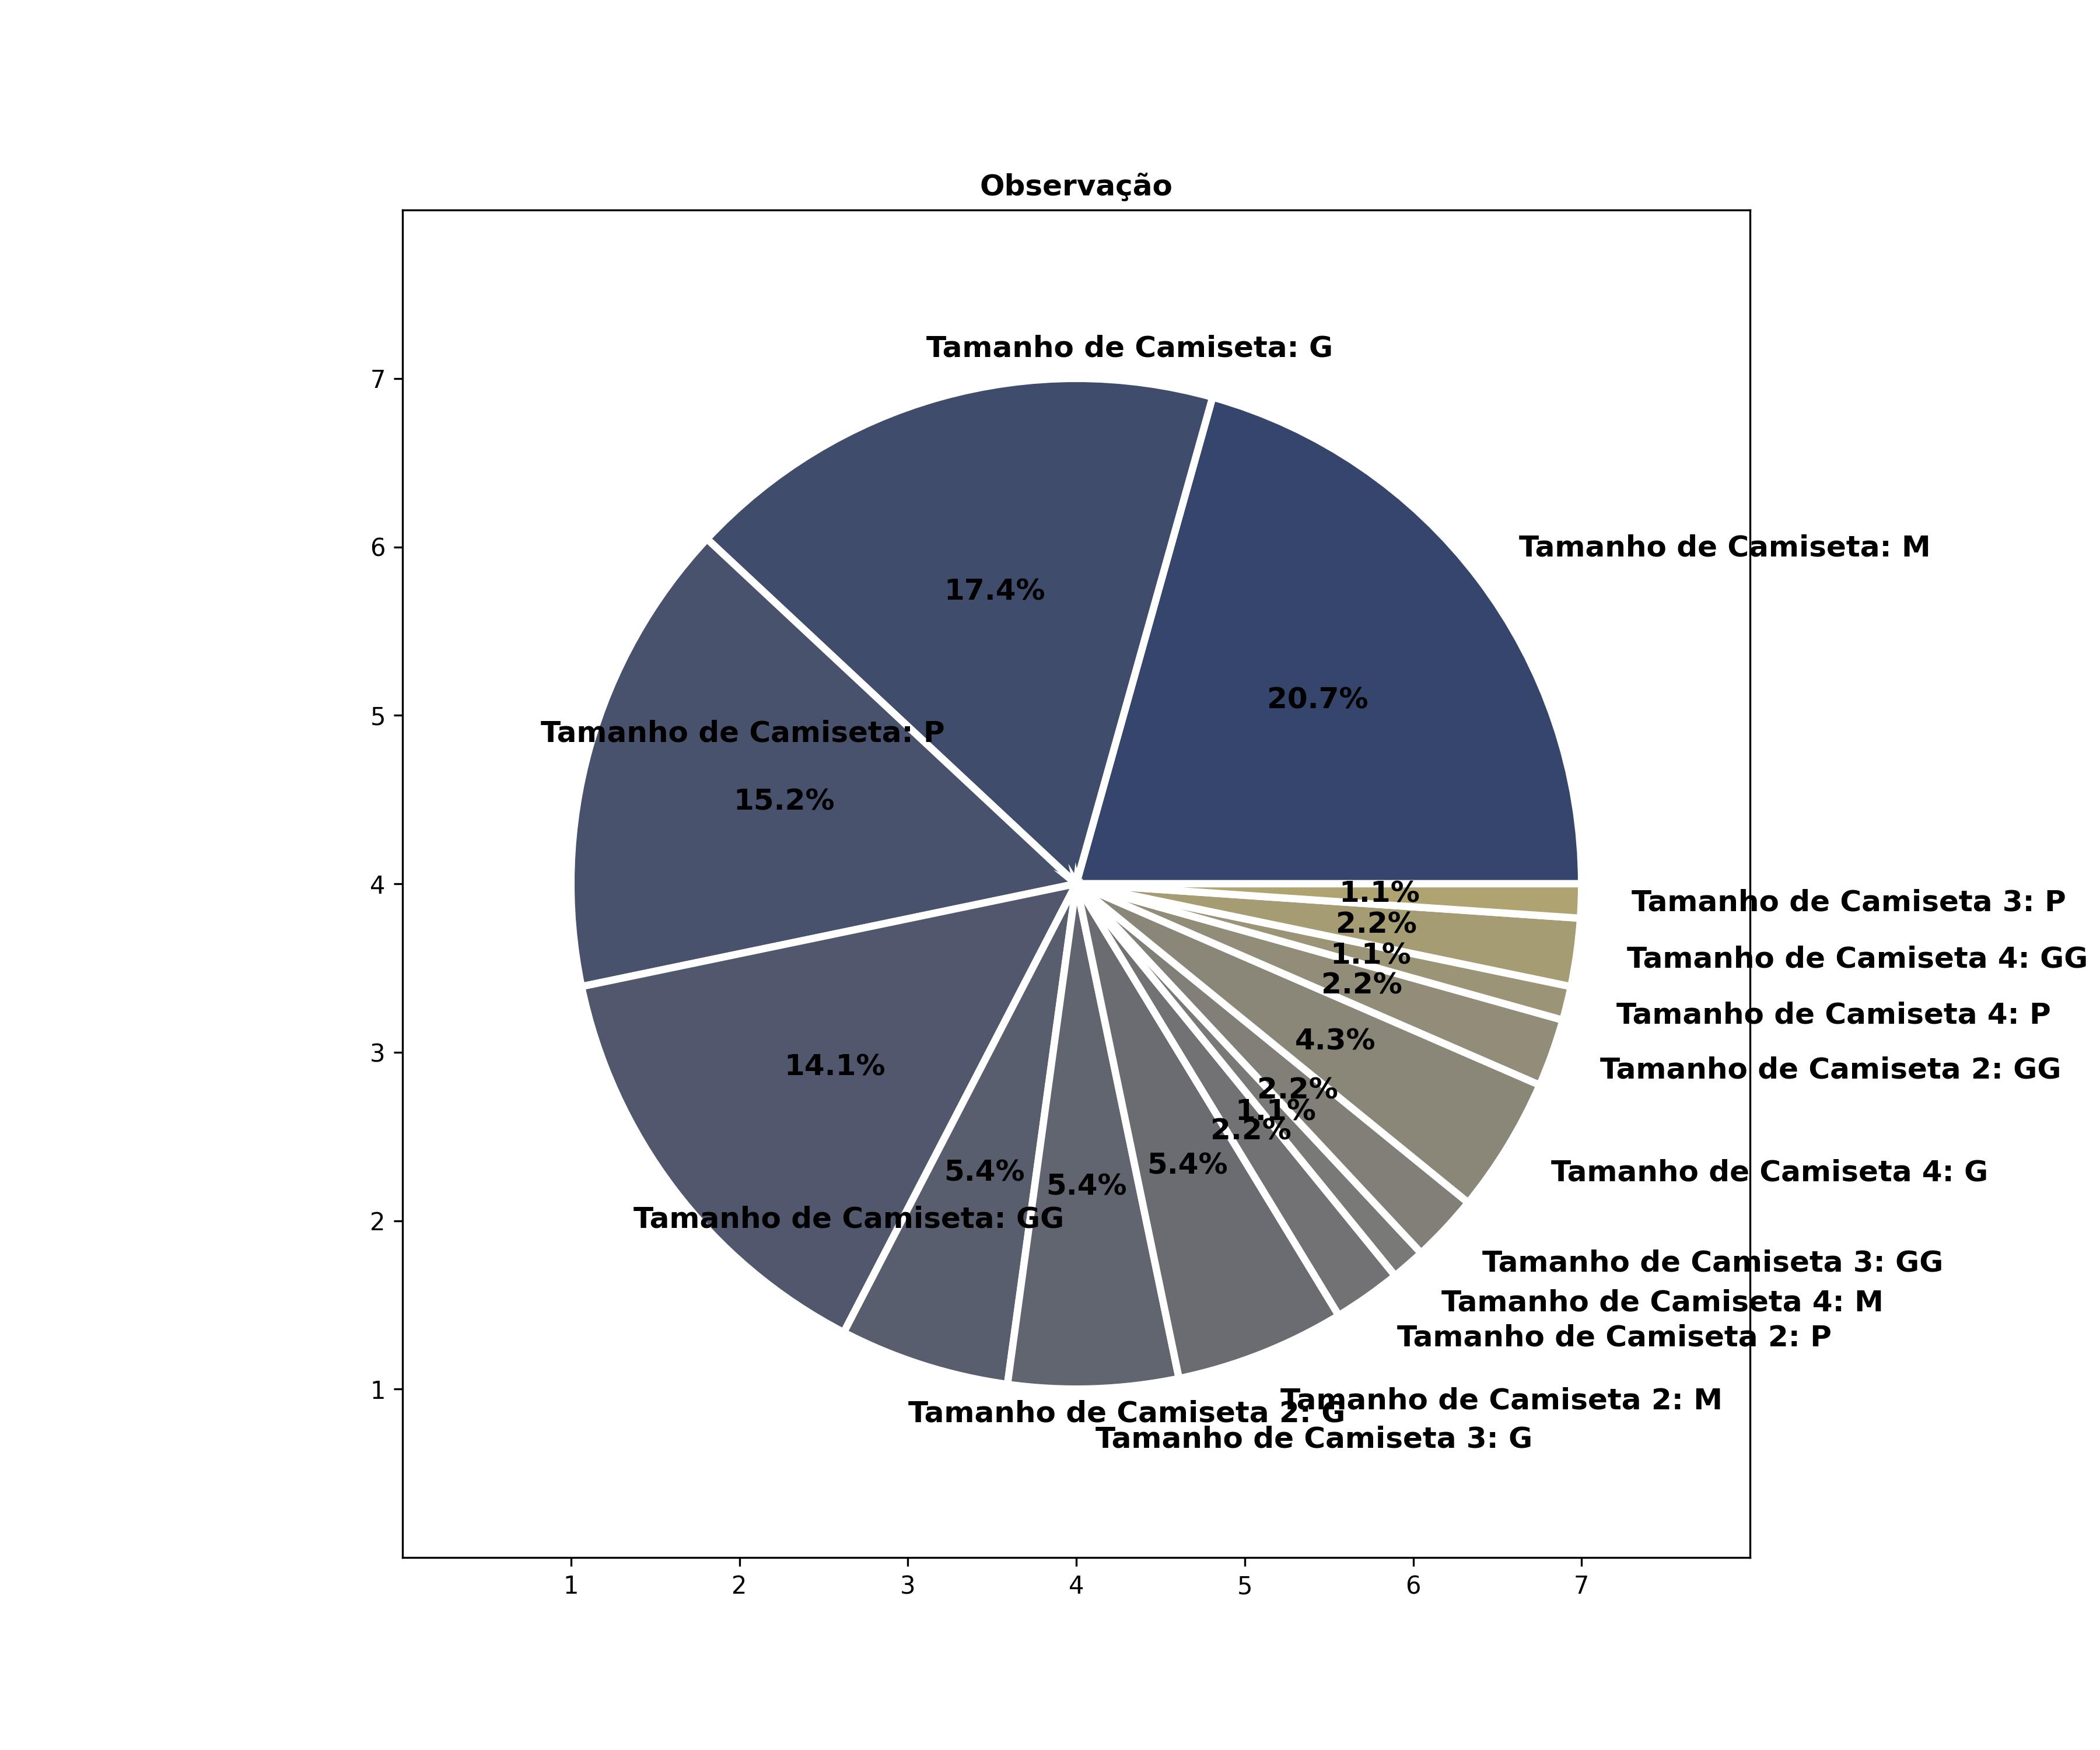 Observação
Tamanho de Camiseta: G
Tamanho de Camiseta: M
Tamanho de Camiseta: P
Tamanho de Camiseta: GG
Tamanho de Camiseta 2: G
Tamanho de Camiseta 3: G
Tamanho de Camiseta 2: M
Tamanho de Camiseta 2: P
Tamanho de Camiseta 4: M
Tamanho de Camiseta 3: GG
Tamanho de Camiseta 4: G
Tamanho de Camiseta 2: GG
Tamanho de Camiseta 4: P
Tamanho de Camiseta 4: GG
Tamanho de Camiseta 3: P
20.7%
17.4%
15.2%
14.1%
5.4%
5.4%
5.4%
2.2%
1.1%
2.2%
4.3%
2.2%
1.1%
2.2%
1.1%
7
6
5
4
3
2
1
1 2 3 4 5 6 7